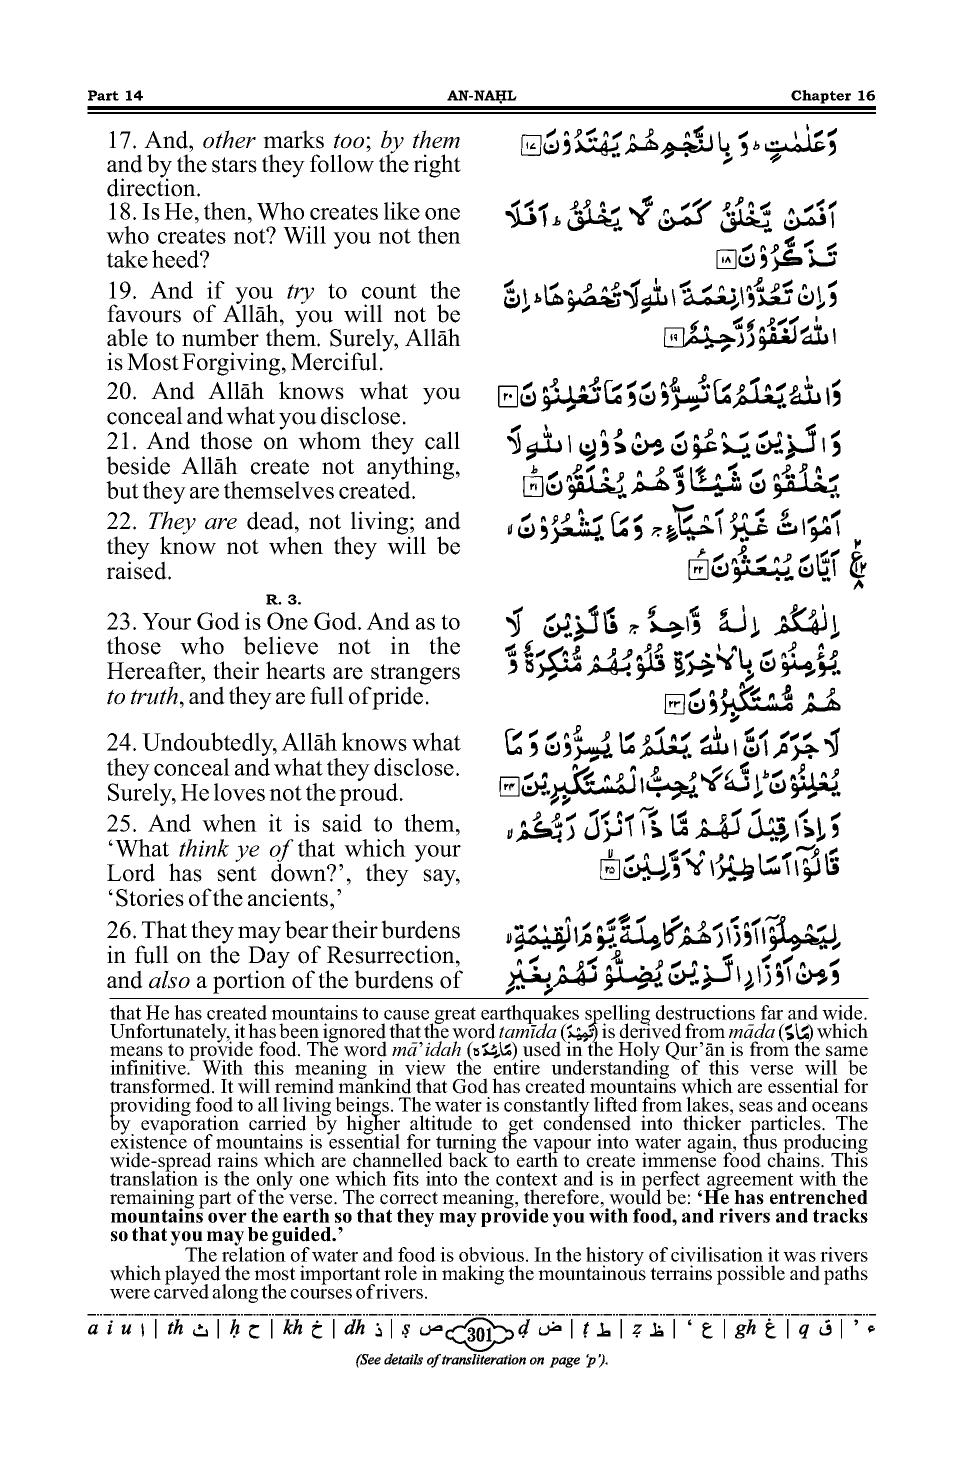 Part 14 AN-NAḤL Chapter 16
17. And, other marks too; by them
and by the stars they follow the right
direction.
وَعَلٰمٰتٍ ؕ وَ بِالنَّجْمِ هُمْ يَهْتَدُوْنَ ﴿۱۷﴾
18. Is He, then, Who creates like one
who creates not? Will you not then
take heed?
اَفَمَنْ يَّخْلُقُ كَمَنْ لَّا يَخْلُقُ ؕ اَفَلَا
تَذَكَّرُوْنَ ﴿۱۸﴾
19. And if you try to count the
favours of Allāh, you will not be
able to number them. Surely, Allāh
is Most Forgiving, Merciful.
وَاِنْ تَعُدُّوْا نِعْمَةَ اللّٰهِ لَا تُحْصُوْهَا ؕ اِنَّ
اللّٰهَ لَغَفُوْرٌ رَّحِيْمٌ ﴿۱۹﴾
20. And Allāh knows what you
conceal and what you disclose.
وَاللّٰهُ يَعْلَمُ مَا تُسِرُّوْنَ وَمَا تُعْلِنُوْنَ ﴿۲۰﴾
21. And those on whom they call
beside Allāh create not anything,
but they are themselves created.
وَالَّذِيْنَ يَدْعُوْنَ مِنْ دُوْنِ اللّٰهِ لَا
يَخْلُقُوْنَ شَيْـًٔا وَّ هُمْ يُخْلَقُوْنَ ﴿۲۱﴾
22. They are dead, not living; and
they know not when they will be
raised.
اَمْوَاتٌ غَيْرُ اَحْيَآءٍ ۚ وَمَا يَشْعُرُوْنَ ۙ
اَيَّانَ يُبْعَثُوْنَ ﴿۲۲﴾
R. 3.
23. Your God is One God. And as to
those who believe not in the
Hereafter, their hearts are strangers
to truth, and they are full of pride.
اِلٰهُكُمْ اِلٰهٌ وَّاحِدٌ ۚ فَالَّذِيْنَ لَا
يُؤْمِنُوْنَ بِالْاٰخِرَةِ قُلُوْبُهُمْ مُّنْكِرَةٌ وَّ
هُمْ مُّسْتَكْبِرُوْنَ ﴿۲۳﴾
24. Undoubtedly, Allāh knows what
they conceal and what they disclose.
Surely, He loves not the proud.
لَا جَرَمَ اَنَّ اللّٰهَ يَعْلَمُ مَا يُسِرُّوْنَ وَمَا
يُعْلِنُوْنَ ؕ اِنَّهٗ لَا يُحِبُّ الْمُسْتَكْبِرِيْنَ ﴿۲۴﴾
25. And when it is said to them,
‘What think ye of that which your
Lord has sent down?’, they say,
‘Stories of the ancients,’
وَاِذَا قِيْلَ لَهُمْ مَّا ذَاۤ اَنْزَلَ رَبُّكُمْ ۙ
قَالُوْۤا اَسَاطِيْرُ الْاَوَّلِيْنَ ﴿۲۵﴾
26. That they may bear their burdens
in full on the Day of Resurrection,
and also a portion of the burdens of
لِيَحْمِلُوْۤا اَوْزَارَهُمْ كَامِلَةً يَّوْمَ الْقِيٰمَةِ ۙ
وَمِنْ اَوْزَارِ الَّذِيْنَ يُضِلُّوْنَهُمْ بِغَيْرِ
that He has created mountains to cause great earthquakes spelling destructions far and wide.
Unfortunately, it has been ignored that the word tamīda (تَمِيْدَ) is derived from māda (مَادَ) which
means to provide food. The word mā’idah (مَائِدَہ) used in the Holy Qur’ān is from the same
infinitive. With this meaning in view the entire understanding of this verse will be
transformed. It will remind mankind that God has created mountains which are essential for
providing food to all living beings. The water is constantly lifted from lakes, seas and oceans
by evaporation carried by higher altitude to get condensed into thicker particles. The
existence of mountains is essential for turning the vapour into water again, thus producing
wide-spread rains which are channelled back to earth to create immense food chains. This
translation is the only one which fits into the context and is in perfect agreement with the
remaining part of the verse. The correct meaning, therefore, would be: ‘He has entrenched
mountains over the earth so that they may provide you with food, and rivers and tracks
so that you may be guided.’
The relation of water and food is obvious. In the history of civilisation it was rivers
which played the most important role in making the mountainous terrains possible and paths
were carved along the courses of rivers.
a i u ا | th ث | ḥ ح | kh خ | dh ذ | ṣ ص 301 ḍ ض | ṭ ط | ẓ ظ | ‘ ع | gh غ | q ق | ’ ء
(See details of transliteration on page ‘p’).